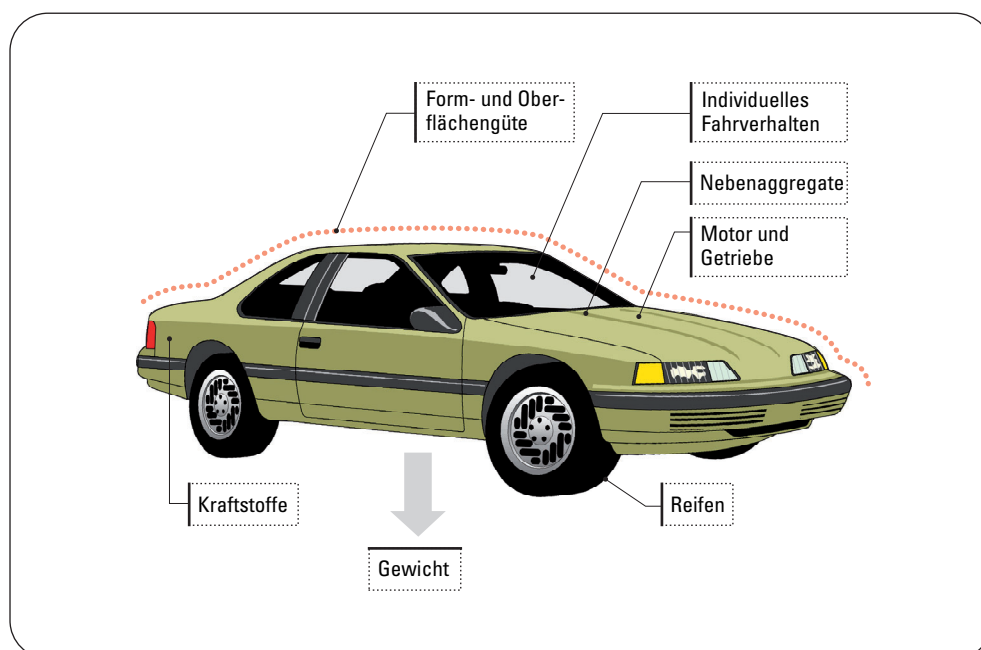 Form- und Ober-
flächengüte
Individuelles
Fahrverhalten
Nebenaggregate
Motor und
Getriebe
Kraftstoffe
Reifen
Gewicht